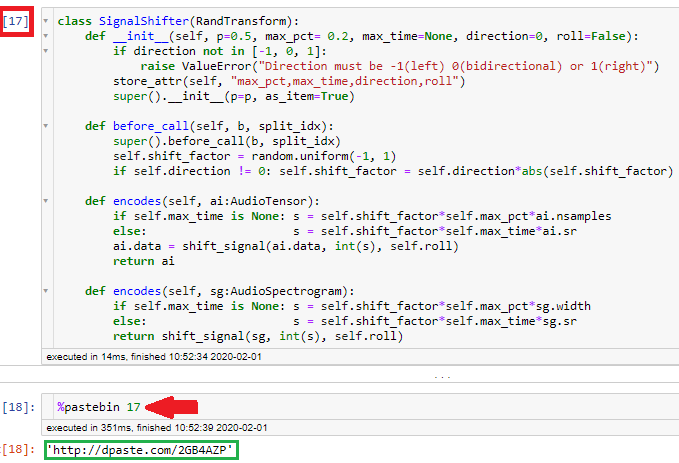 [17]
class SignalShifter(RandTransform):
    def __init__(self, p=0.5, max_pct= 0.2, max_time=None, direction=0, roll=False):
        if direction not in [-1, 0, 1]:
            raise ValueError("Direction must be -1(left) 0(bidirectional) or 1(right)")
        store_attr(self, "max_pct,max_time,direction,roll")
        super().__init__(p=p, as_item=True)

    def before_call(self, b, split_idx):
        super().before_call(b, split_idx)
        self.shift_factor = random.uniform(-1, 1)
        if self.direction != 0: self.shift_factor = self.direction*abs(self.shift_factor)

    def encodes(self, ai:AudioTensor):
        if self.max_time is None: s = self.shift_factor*self.max_pct*ai.nsamples
        else:                     s = self.shift_factor*self.max_time*ai.sr
        ai.data = shift_signal(ai.data, int(s), self.roll)
        return ai

    def encodes(self, sg:AudioSpectrogram):
        if self.max_time is None: s = self.shift_factor*self.max_pct*sg.width
        else:                     s = self.shift_factor*self.max_time*sg.sr
        return shift_signal(sg, int(s), self.roll)
executed in 14ms, finished 10:52:34 2020-02-01
...
[18]: %pastebin 17
executed in 351ms, finished 10:52:39 2020-02-01
[18]: 'http://dpaste.com/2GB4AZP'